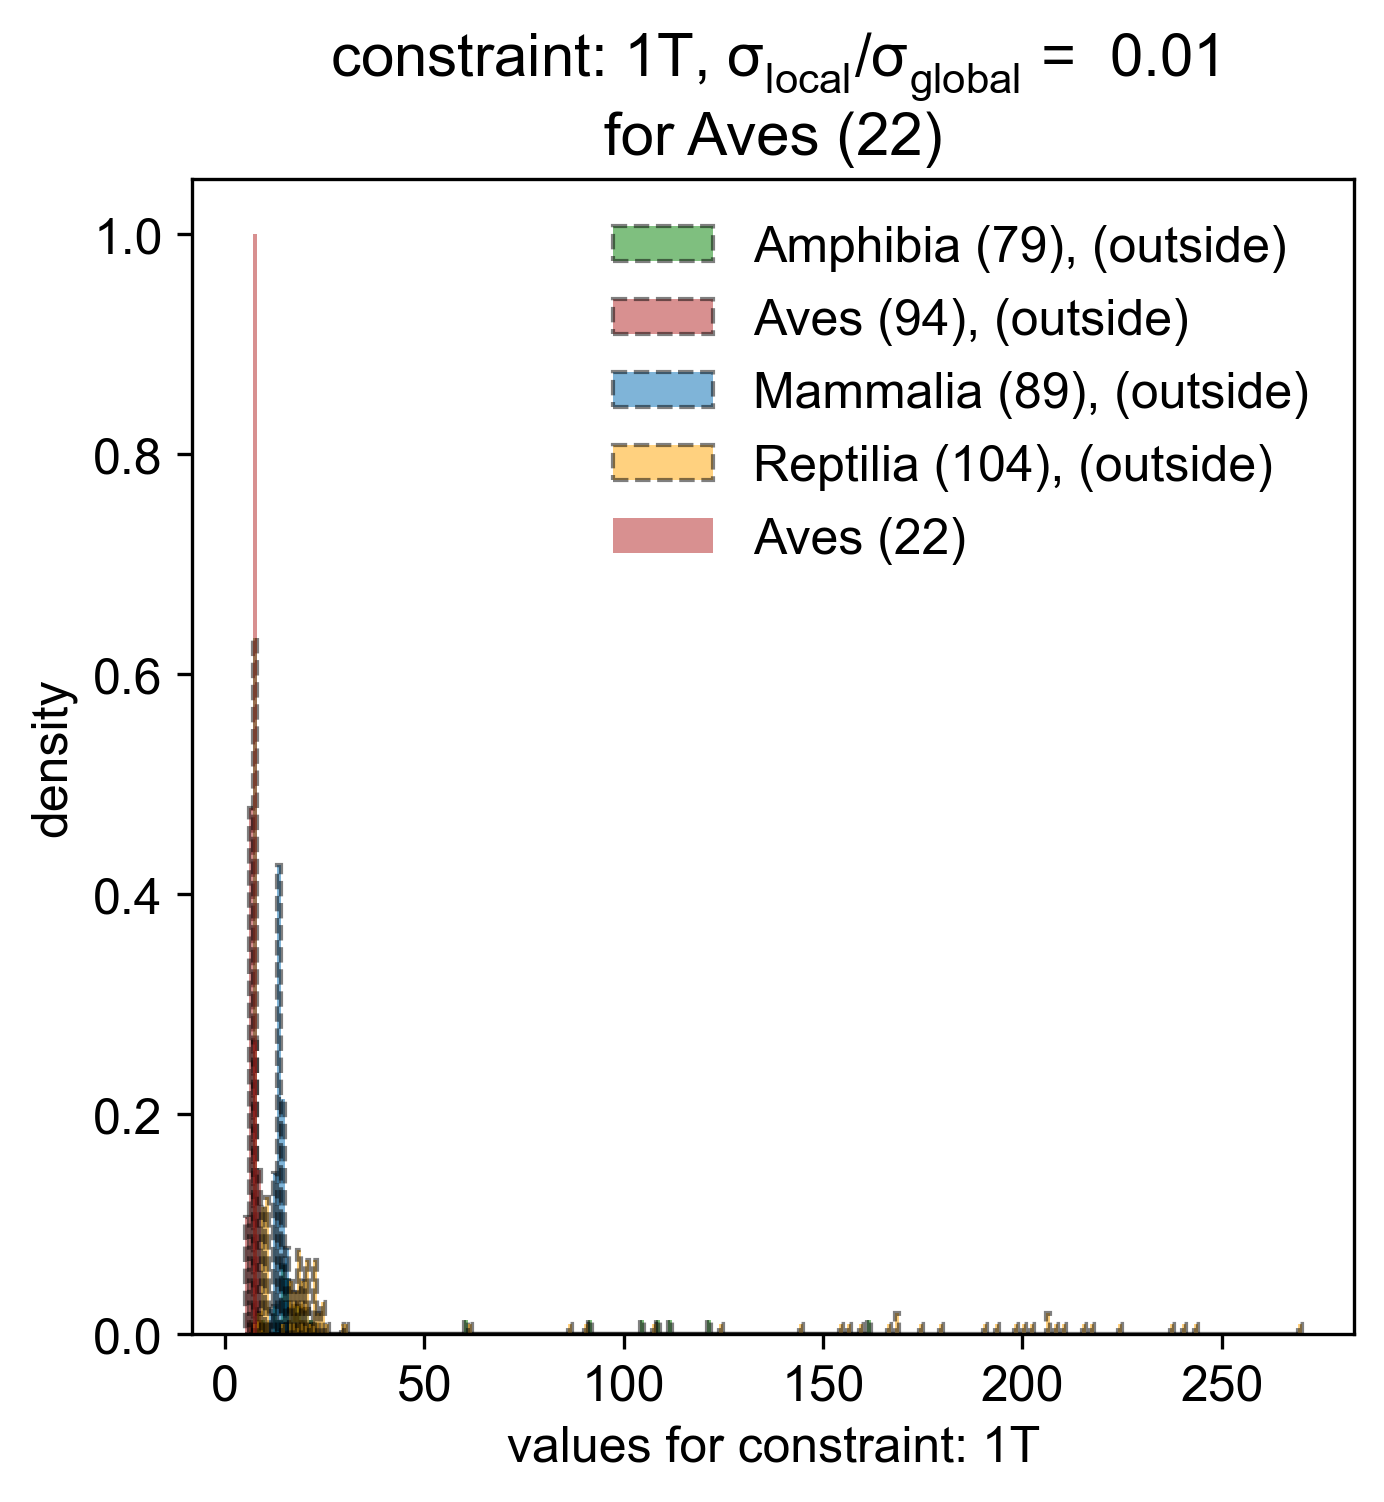 constraint: 1T, σlocal/σglobal = 0.01
for Aves (22)
1.0
0.8
0.6
0.4
0.2
0.0
density
Amphibia (79), (outside)
Aves (94), (outside)
Mammalia (89), (outside)
Reptilia (104), (outside)
Aves (22)
0 50 100 150 200 250
values for constraint: 1T